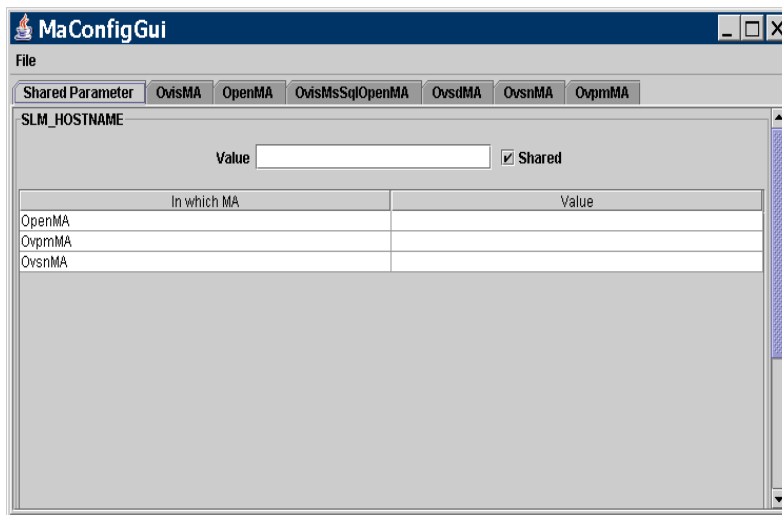 MaConfigGui
File
Shared Parameter OvisMA OpenMA OvisMsSqlOpenMA OvsdMA OvsnMA OvpmMA
SLM_HOSTNAME
Value Shared
In which MA Value
OpenMA
OvpmMA
OvsnMA